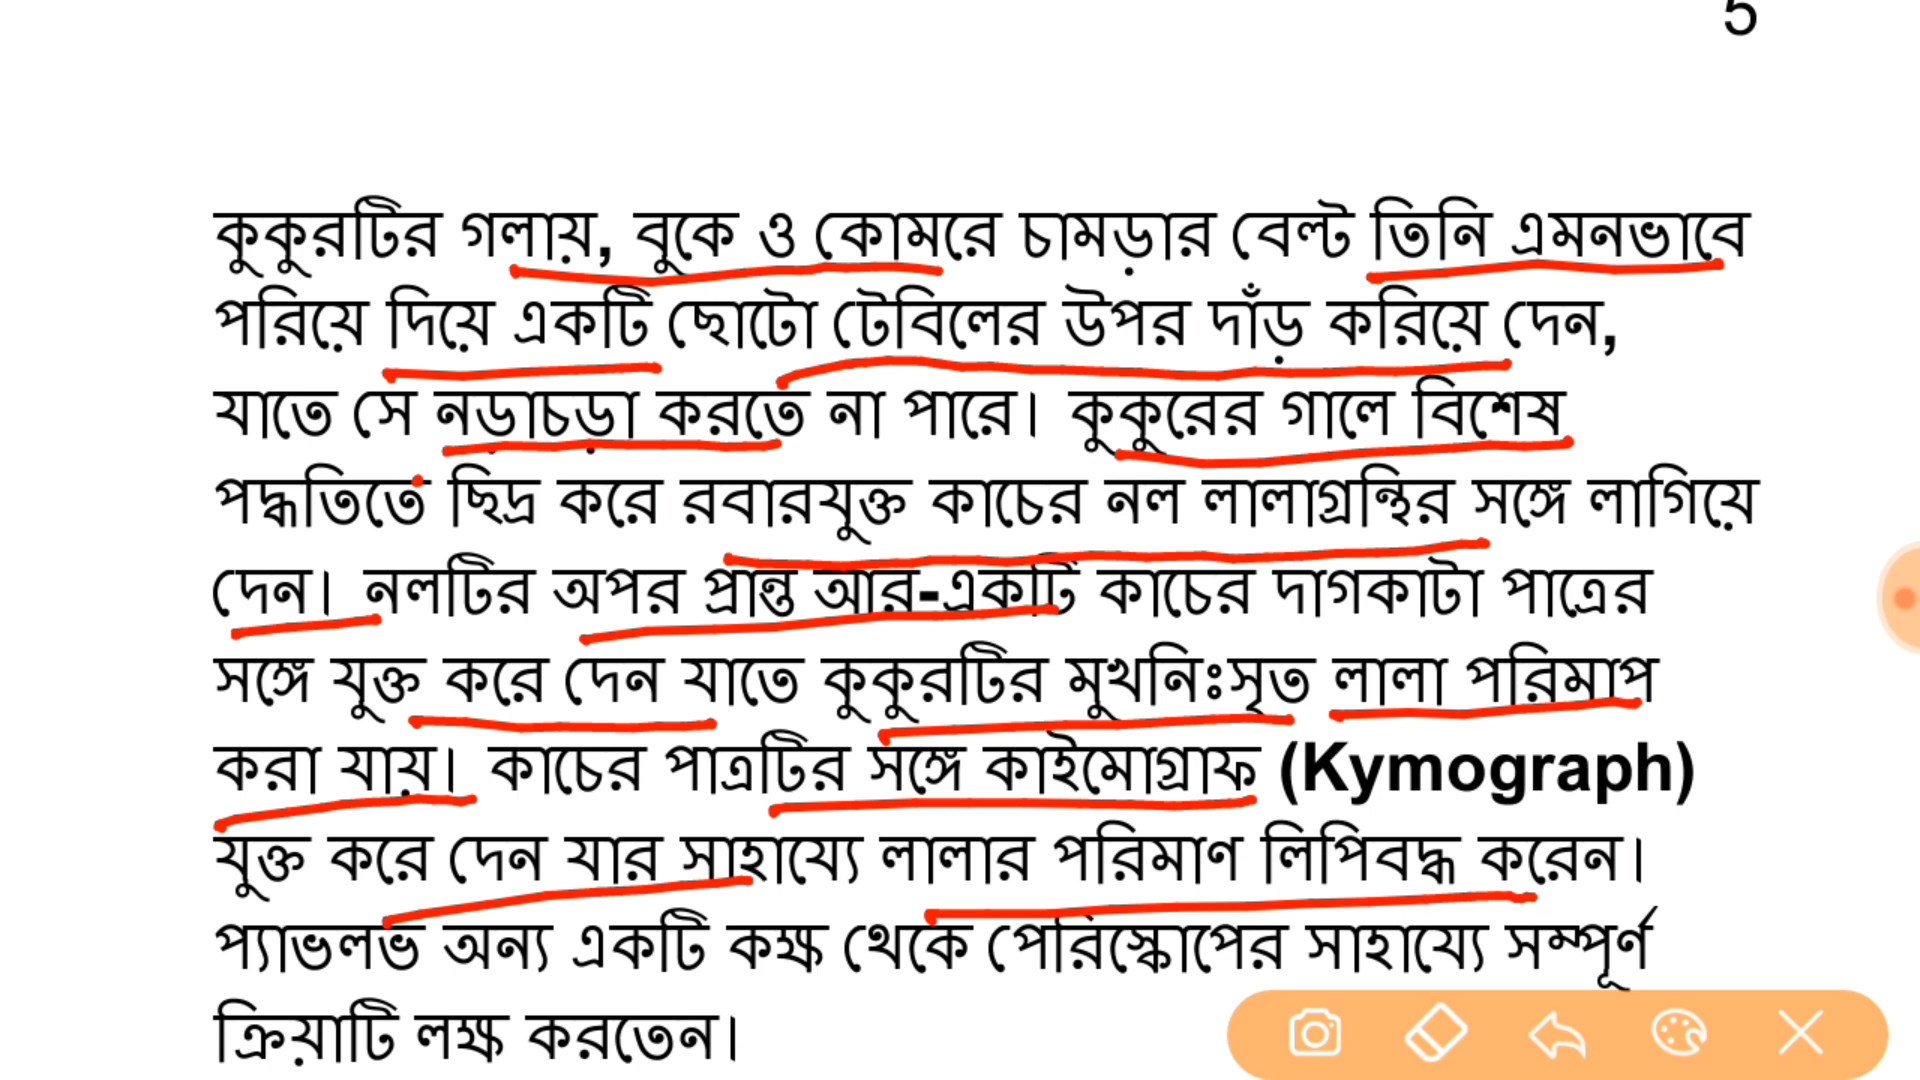 5
কুকুরটির গলায়, বুকে ও কোমরে চামড়ার বেল্ট তিনি এমনভাবে
পরিয়ে দিয়ে একটি ছোটো টেবিলের উপর দাঁড় করিয়ে দেন,
যাতে সে নড়াচড়া করতে না পারে। কুকুরের গালে বিশেষ
পদ্ধতিতে ছিদ্র করে রবারযুক্ত কাচের নল লালাগ্রন্থির সঙ্গে লাগিয়ে
দেন। নলটির অপর প্রান্ত আর-একটি কাচের দাগকাটা পাত্রের
সঙ্গে যুক্ত করে দেন যাতে কুকুরটির মুখনিঃসৃত লালা পরিমাপ
করা যায়। কাচের পাত্রটির সঙ্গে কাইমোগ্রাফ (Kymograph)
যুক্ত করে দেন যার সাহায্যে লালার পরিমাণ লিপিবদ্ধ করেন।
প্যাভলভ অন্য একটি কক্ষ থেকে পেরিস্কোপের সাহায্যে সম্পূর্ণ
ক্রিয়াটি লক্ষ করতেন।